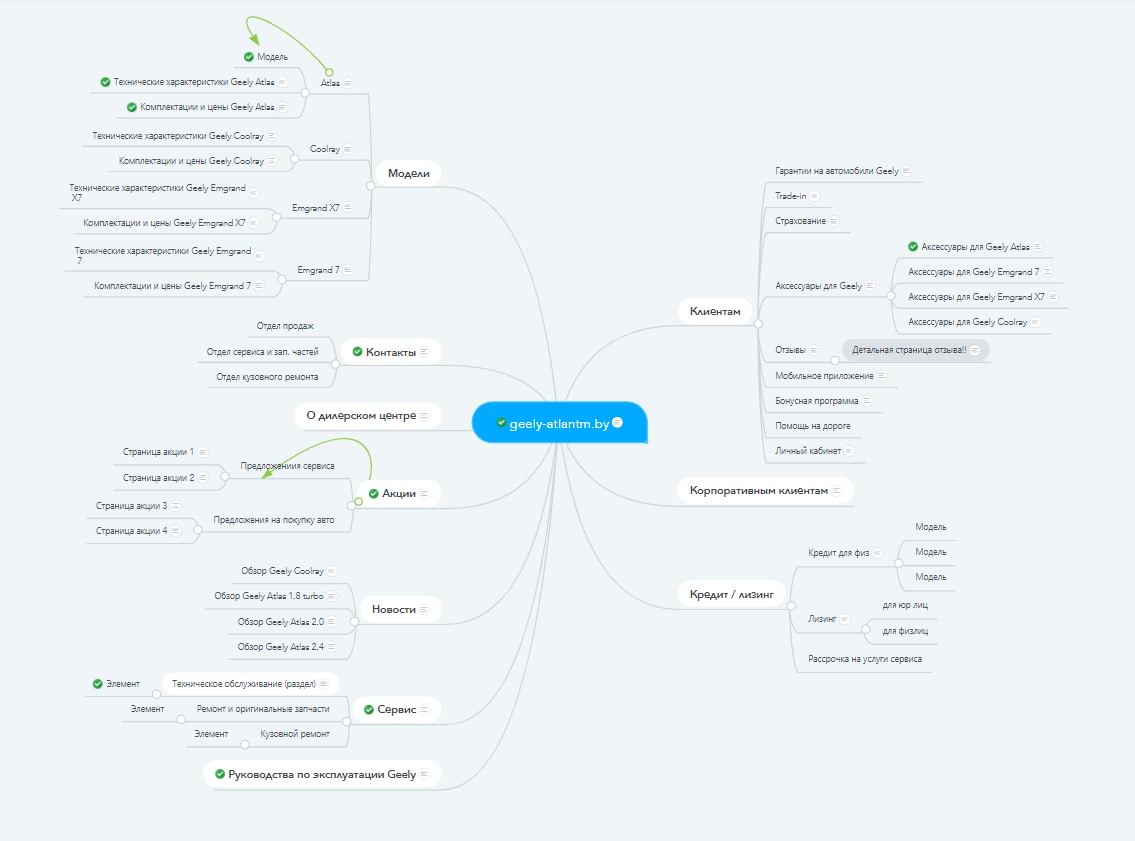 Модель
Технические характеристики Geely Atlas
Комплектации и цены Geely Atlas
Atlas
Технические характеристики Geely Coolray
Комплектации и цены Geely Coolray
Coolray
Технические характеристики Geely Emgrand
X7
Комплектации и цены Geely Emgrand X7
Emgrand X7
Технические характеристики Geely Emgrand
7
Комплектации и цены Geely Emgrand 7
Emgrand 7
Модели
Отдел продаж
Отдел сервиса и зап. частей
Отдел кузовного ремонта
Контакты
О дилерском центре
Страница акции 1
Страница акции 2
Предложения сервиса
Страница акции 3
Страница акции 4
Предложения на покупку авто
Акции
Обзор Geely Coolray
Обзор Geely Atlas 1.8 turbo
Обзор Geely Atlas 2.0
Обзор Geely Atlas 2.4
Новости
Элемент
Техническое обслуживание (раздел)
Элемент
Ремонт и оригинальные запчасти
Элемент
Кузовной ремонт
Сервис
Руководства по эксплуатации Geely
geely-atlantm.by
Клиентам
Гарантии на автомобили Geely
Trade-in
Страхование
Аксессуары для Geely
Аксессуары для Geely Atlas
Аксессуары для Geely Emgrand 7
Аксессуары для Geely Emgrand X7
Аксессуары для Geely Coolray
Отзывы
Детальная страница отзыва!!
Мобильное приложение
Бонусная программа
Помощь на дороге
Личный кабинет
Корпоративным клиентам
Кредит / лизинг
Кредит для физ
Модель
Модель
Модель
Лизинг
для юр лиц
для физлиц
Рассрочка на услуги сервиса